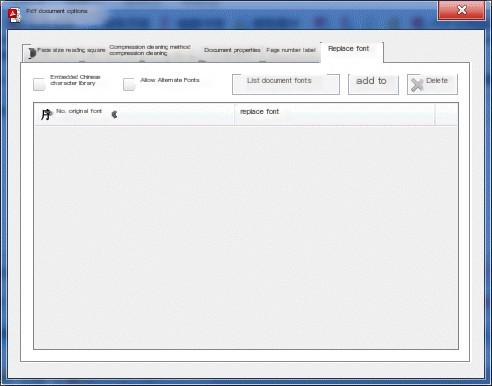 Pdf document options
Page size reading square
Compression cleaning method
compression cleaning
Document properties
Page number label
Replace font
Embedded Chinese
character library
Allow Alternate Fonts
List document fonts
add to
Delete
No. original font
replace font